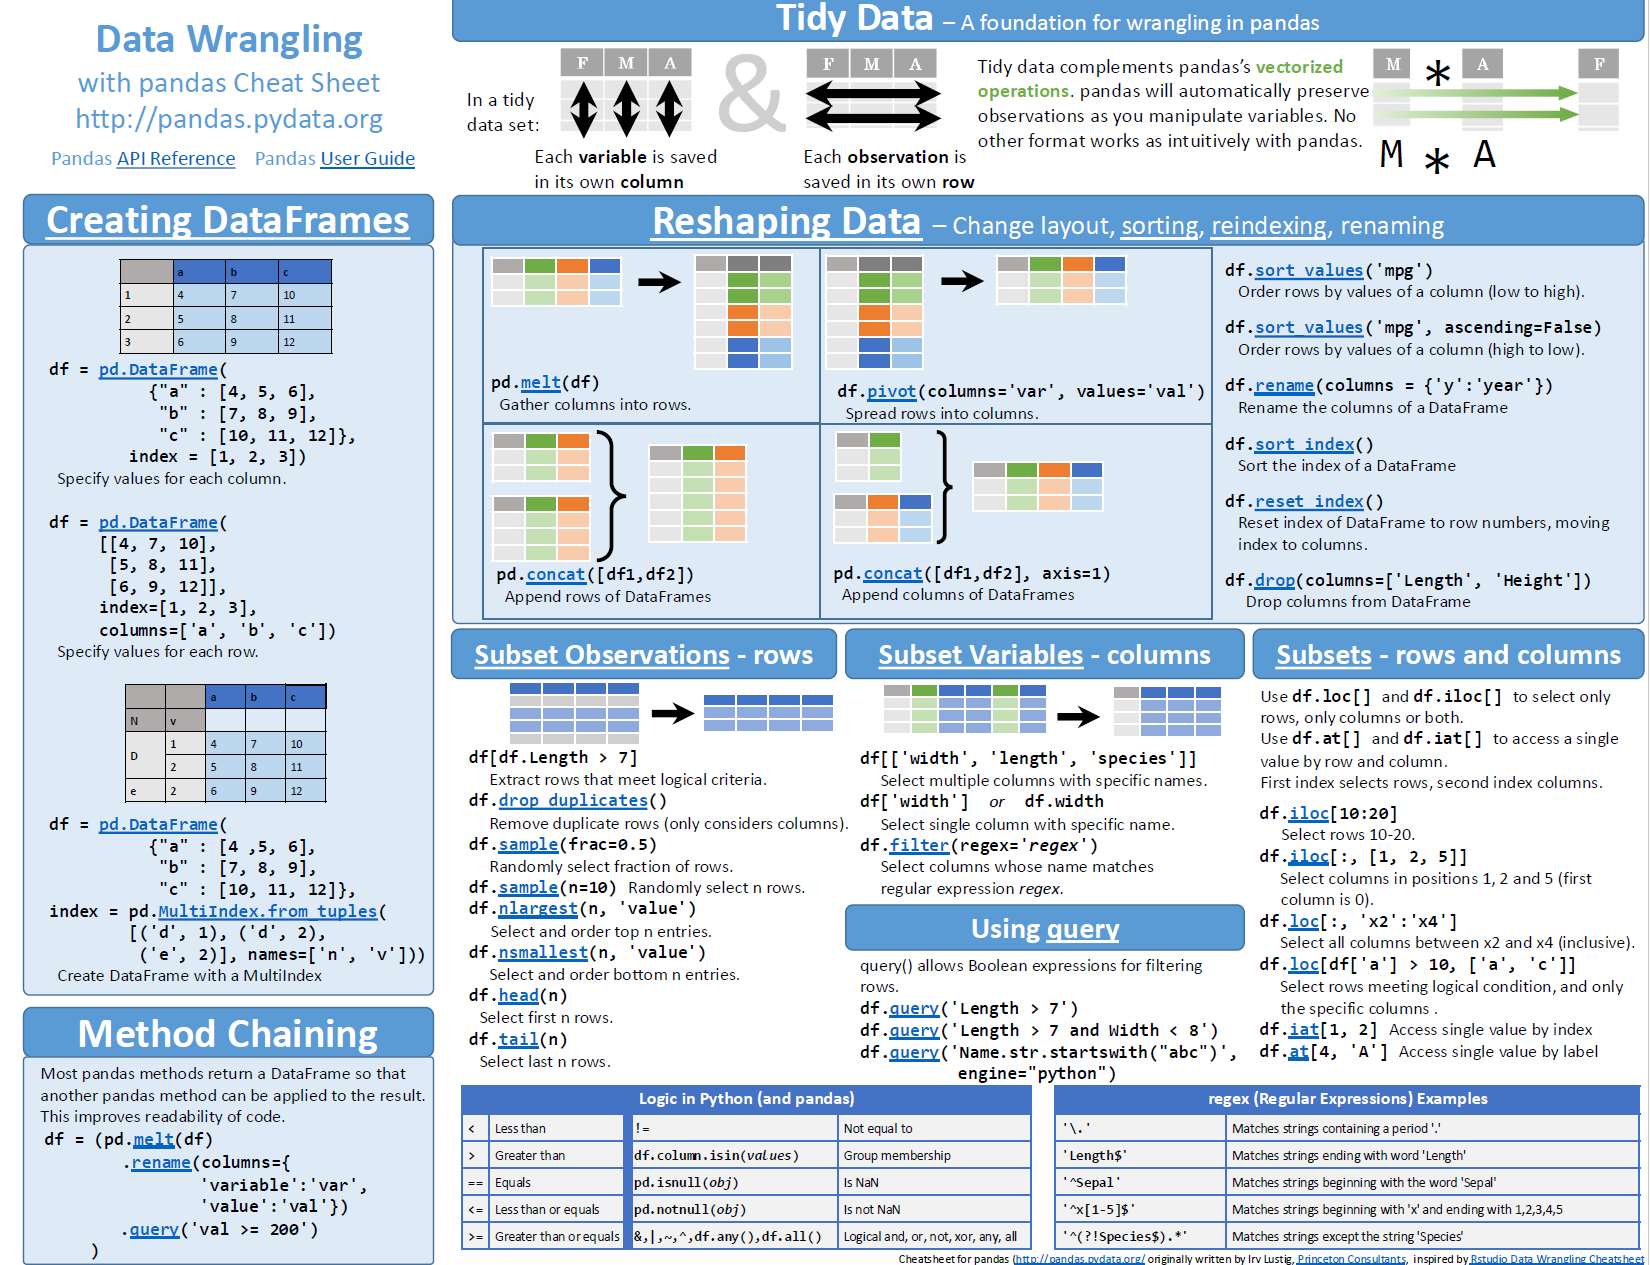 Data Wrangling
with pandas Cheat Sheet
http://pandas.pydata.org
Pandas API Reference Pandas User Guide
Tidy Data – A foundation for wrangling in pandas
In a tidy
data set:
F M A
Each variable is saved
in its own column
&
F M A
Each observation is
saved in its own row
Tidy data complements pandas’s vectorized
operations. pandas will automatically preserve
observations as you manipulate variables. No
other format works as intuitively with pandas.
M * A F
M * A
Creating DataFrames
a b c
1 4 7 10
2 5 8 11
3 6 9 12
df = pd.DataFrame(
{"a" : [4, 5, 6],
"b" : [7, 8, 9],
"c" : [10, 11, 12]},
index = [1, 2, 3])
Specify values for each column.
df = pd.DataFrame(
[[4, 7, 10],
[5, 8, 11],
[6, 9, 12]],
index=[1, 2, 3],
columns=['a', 'b', 'c'])
Specify values for each row.
a b c
N v
D 1 4 7 10
2 5 8 11
e 2 6 9 12
df = pd.DataFrame(
{"a" : [4 ,5, 6],
"b" : [7, 8, 9],
"c" : [10, 11, 12]},
index = pd.MultiIndex.from_tuples(
[('d', 1), ('d', 2),
('e', 2)], names=['n', 'v']))
Create DataFrame with a MultiIndex
Method Chaining
Most pandas methods return a DataFrame so that
another pandas method can be applied to the result.
This improves readability of code.
df = (pd.melt(df)
.rename(columns={
'variable':'var',
'value':'val'})
.query('val >= 200')
)
Reshaping Data – Change layout, sorting, reindexing, renaming
pd.melt(df)
Gather columns into rows.
df.pivot(columns='var', values='val')
Spread rows into columns.
pd.concat([df1,df2])
Append rows of DataFrames
pd.concat([df1,df2], axis=1)
Append columns of DataFrames
df.sort_values('mpg')
Order rows by values of a column (low to high).
df.sort_values('mpg', ascending=False)
Order rows by values of a column (high to low).
df.rename(columns = {'y':'year'})
Rename the columns of a DataFrame
df.sort_index()
Sort the index of a DataFrame
df.reset_index()
Reset index of DataFrame to row numbers, moving
index to columns.
df.drop(columns=['Length', 'Height'])
Drop columns from DataFrame
Subset Observations - rows
df[df.Length > 7]
Extract rows that meet logical criteria.
df.drop_duplicates()
Remove duplicate rows (only considers columns).
df.sample(frac=0.5)
Randomly select fraction of rows.
df.sample(n=10) Randomly select n rows.
df.nlargest(n, 'value')
Select and order top n entries.
df.nsmallest(n, 'value')
Select and order bottom n entries.
df.head(n)
Select first n rows.
df.tail(n)
Select last n rows.
Subset Variables - columns
df[['width', 'length', 'species']]
Select multiple columns with specific names.
df['width'] or df.width
Select single column with specific name.
df.filter(regex='regex')
Select columns whose name matches
regular expression regex.
Using query
query() allows Boolean expressions for filtering
rows.
df.query('Length > 7')
df.query('Length > 7 and Width < 8')
df.query('Name.str.startswith("abc")',
engine="python")
Subsets - rows and columns
Use df.loc[] and df.iloc[] to select only
rows, only columns or both.
Use df.at[] and df.iat[] to access a single
value by row and column.
First index selects rows, second index columns.
df.iloc[10:20]
Select rows 10-20.
df.iloc[:, [1, 2, 5]]
Select columns in positions 1, 2 and 5 (first
column is 0).
df.loc[:, 'x2':'x4']
Select all columns between x2 and x4 (inclusive).
df.loc[df['a'] > 10, ['a', 'c']]
Select rows meeting logical condition, and only
the specific columns .
df.iat[1, 2] Access single value by index
df.at[4, 'A'] Access single value by label
Logic in Python (and pandas)
< Less than != Not equal to
> Greater than df.column.isin(values) Group membership
== Equals pd.isnull(obj) Is NaN
<= Less than or equals pd.notnull(obj) Is not NaN
>= Greater than or equals &,|,~,^,df.any(),df.all() Logical and, or, not, xor, any, all
regex (Regular Expressions) Examples
'\.' Matches strings containing a period '.'
'Length$' Matches strings ending with word 'Length'
'^Sepal' Matches strings beginning with the word 'Sepal'
'^x[1-5]$' Matches strings beginning with 'x' and ending with 1,2,3,4,5
'^(?!Species$).*' Matches strings except the string 'Species'
Cheatsheet for pandas (http://pandas.pydata.org/ originally written by Irv Lustig, Princeton Consultants, inspired by Rstudio Data Wrangling Cheatsheet